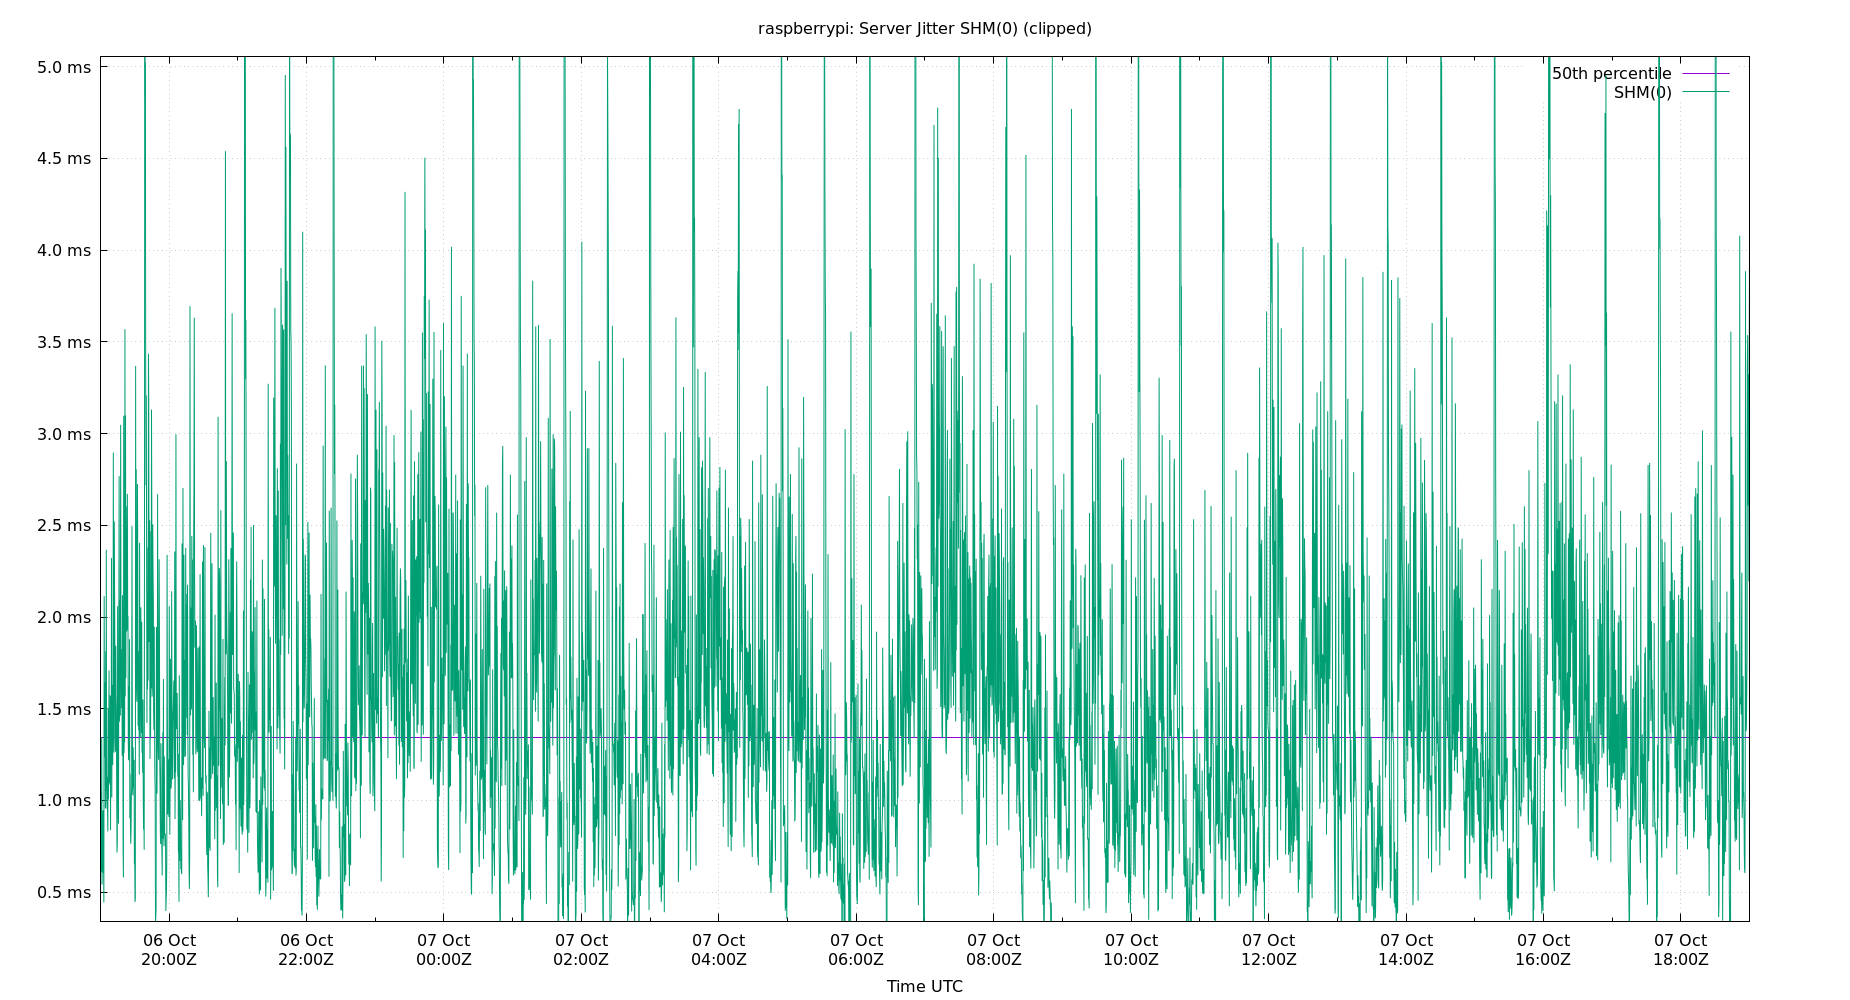 raspberrypi: Server Jitter SHM(0) (clipped)
5.0 ms
4.5 ms
4.0 ms
3.5 ms
3.0 ms
2.5 ms
2.0 ms
1.5 ms
1.0 ms
0.5 ms
50th percentile
SHM(0)
06 Oct 06 Oct 07 Oct 07 Oct 07 Oct 07 Oct 07 Oct 07 Oct 07 Oct 07 Oct 07 Oct 07 Oct
20:00Z 22:00Z 00:00Z 02:00Z 04:00Z 06:00Z 08:00Z 10:00Z 12:00Z 14:00Z 16:00Z 18:00Z
Time UTC